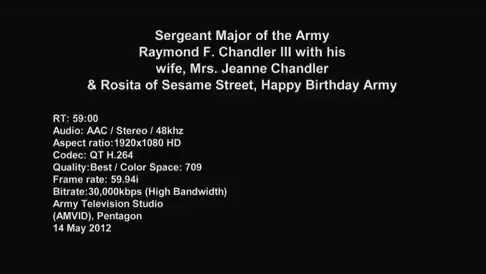 Sergeant Major of the Army
Raymond F. Chandler III with his
wife, Mrs. Jeanne Chandler
& Rosita of Sesame Street, Happy Birthday Army
RT: 59:00
Audio: AAC / Stereo / 48khz
Aspect ratio:1920x1080 HD
Codec: QT H.264
Quality:Best / Color Space: 709
Frame rate: 59.94i
Bitrate:30,000kbps (High Bandwidth)
Army Television Studio
(AMVID), Pentagon
14 May 2012